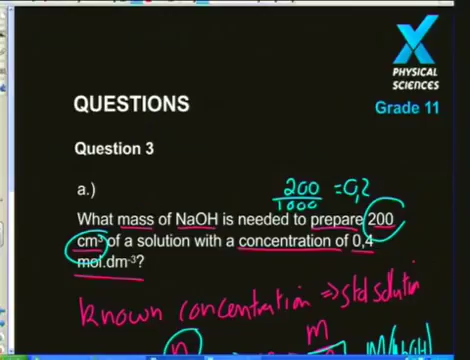 PHYSICAL
SCIENCES
QUESTIONS
Grade 11
Question 3
a.)
200/1000 = 0,2
What mass of NaOH is needed to prepare 200
cm³ of a solution with a concentration of 0,4
mol.dm⁻³?
known concentration ⇒ std solution
n m